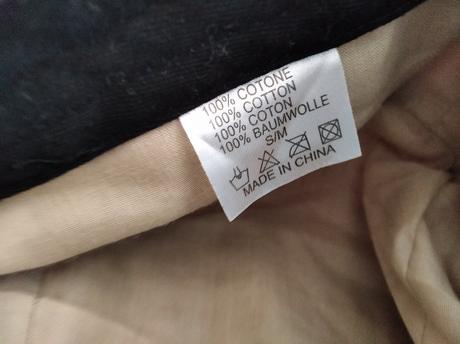 100% COTONE
100% COTTON
100% COTON
100% BAUMWOLLE
S/M
MADE IN CHINA